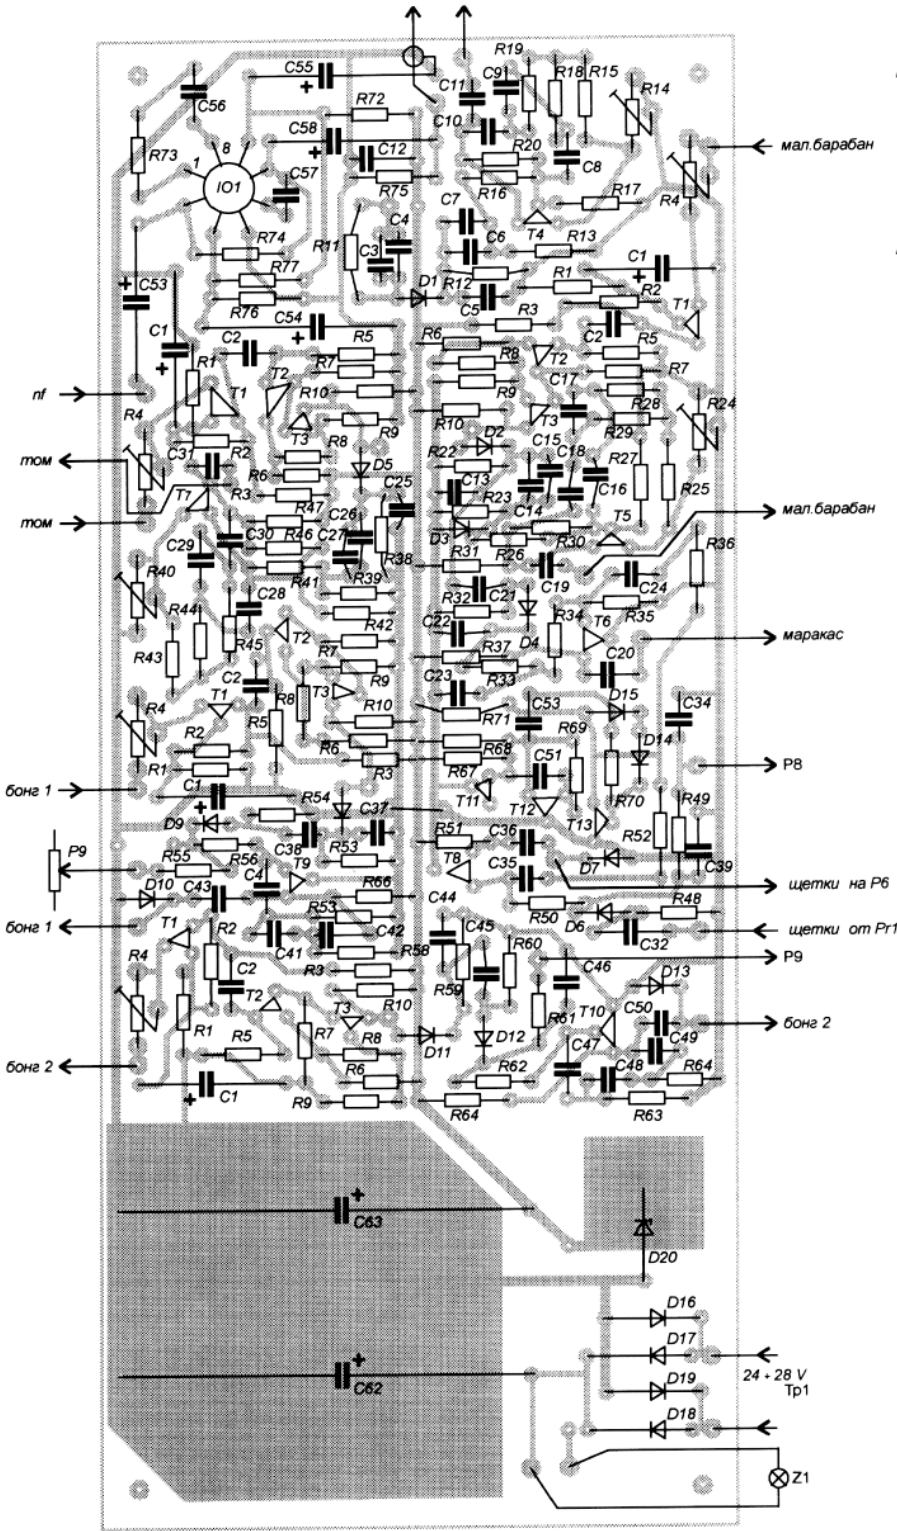 C55
R19
C9
R18
R15
C11
R14
C56
R72
C10
C58
R73
8
1
IO1
C12
R20
C8
мал.барабан
C57
R75
R16
R17
R4
C7
C4
T4
R11
C3
R74
C6
R13
R77
D1
R12
R1
C1
C53
R76
C5
R2
T1
C54
R3
C1
C2
R5
R6
C2
R5
R1
R7
R8
T2
R7
T2
T1
R10
R9
C17
R28
R24
nf
R4
T3
R9
R10
T3
R29
C31
R2
R8
D2
C15
R22
C18
R27
том
R6
D5
C13
C16
R25
T7
R3
C25
R23
R47
C26
C14
том
R46
C27
D3
R30
T5
мал.барабан
C30
R38
R26
C29
R41
R31
R36
R40
R39
C19
C24
C28
R32
C21
R44
R42
R34
R35
R45
C22
D4
T6
T2
маракас
R43
R7
R37
C20
C2
R9
R33
R8
T3
C23
D15
T1
C53
C34
R4
R5
R10
R71
R69
R2
R6
R68
D14
R1
R3
R67
C51
P8
C1
T11
R70
бонг 1
R54
T12
R49
C37
T13
D9
R52
C38
R51
C36
P9
R56
R53
C39
R55
T9
T8
C35
D7
D10
C43
C4
R66
щетки на P6
R50
R48
R53
C44
D6
бонг 1
T1
C42
щетки от Pr1
R2
C41
R58
C45
R60
C32
P9
R4
R3
C46
D13
C2
R59
T2
R10
R61
T10
C50
T3
R1
R7
бонг 2
R5
R8
D11
D12
C49
C47
бонг 2
R6
R62
C48
R64
C1
R9
R64
R63
C63
D20
D16
D17
24 ÷ 28 V
D19
Tp1
C62
D18
Z1